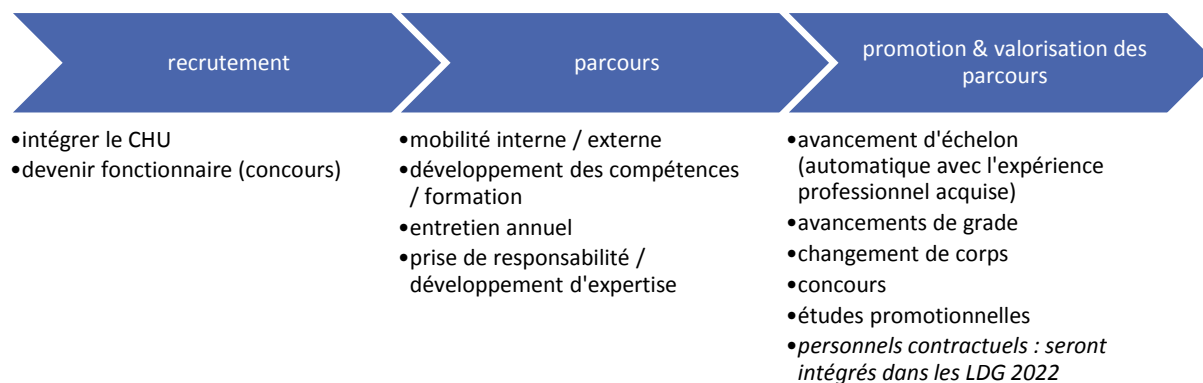 recrutement
•intégrer le CHU
•devenir fonctionnaire (concours)
parcours
•mobilité interne / externe
•développement des compétences
/ formation
•entretien annuel
•prise de responsabilité /
développement d'expertise
promotion & valorisation des
parcours
•avancement d'échelon
(automatique avec l'expérience
professionnel acquise)
•avancements de grade
•changement de corps
•concours
•études promotionnelles
•personnels contractuels : seront
intégrés dans les LDG 2022